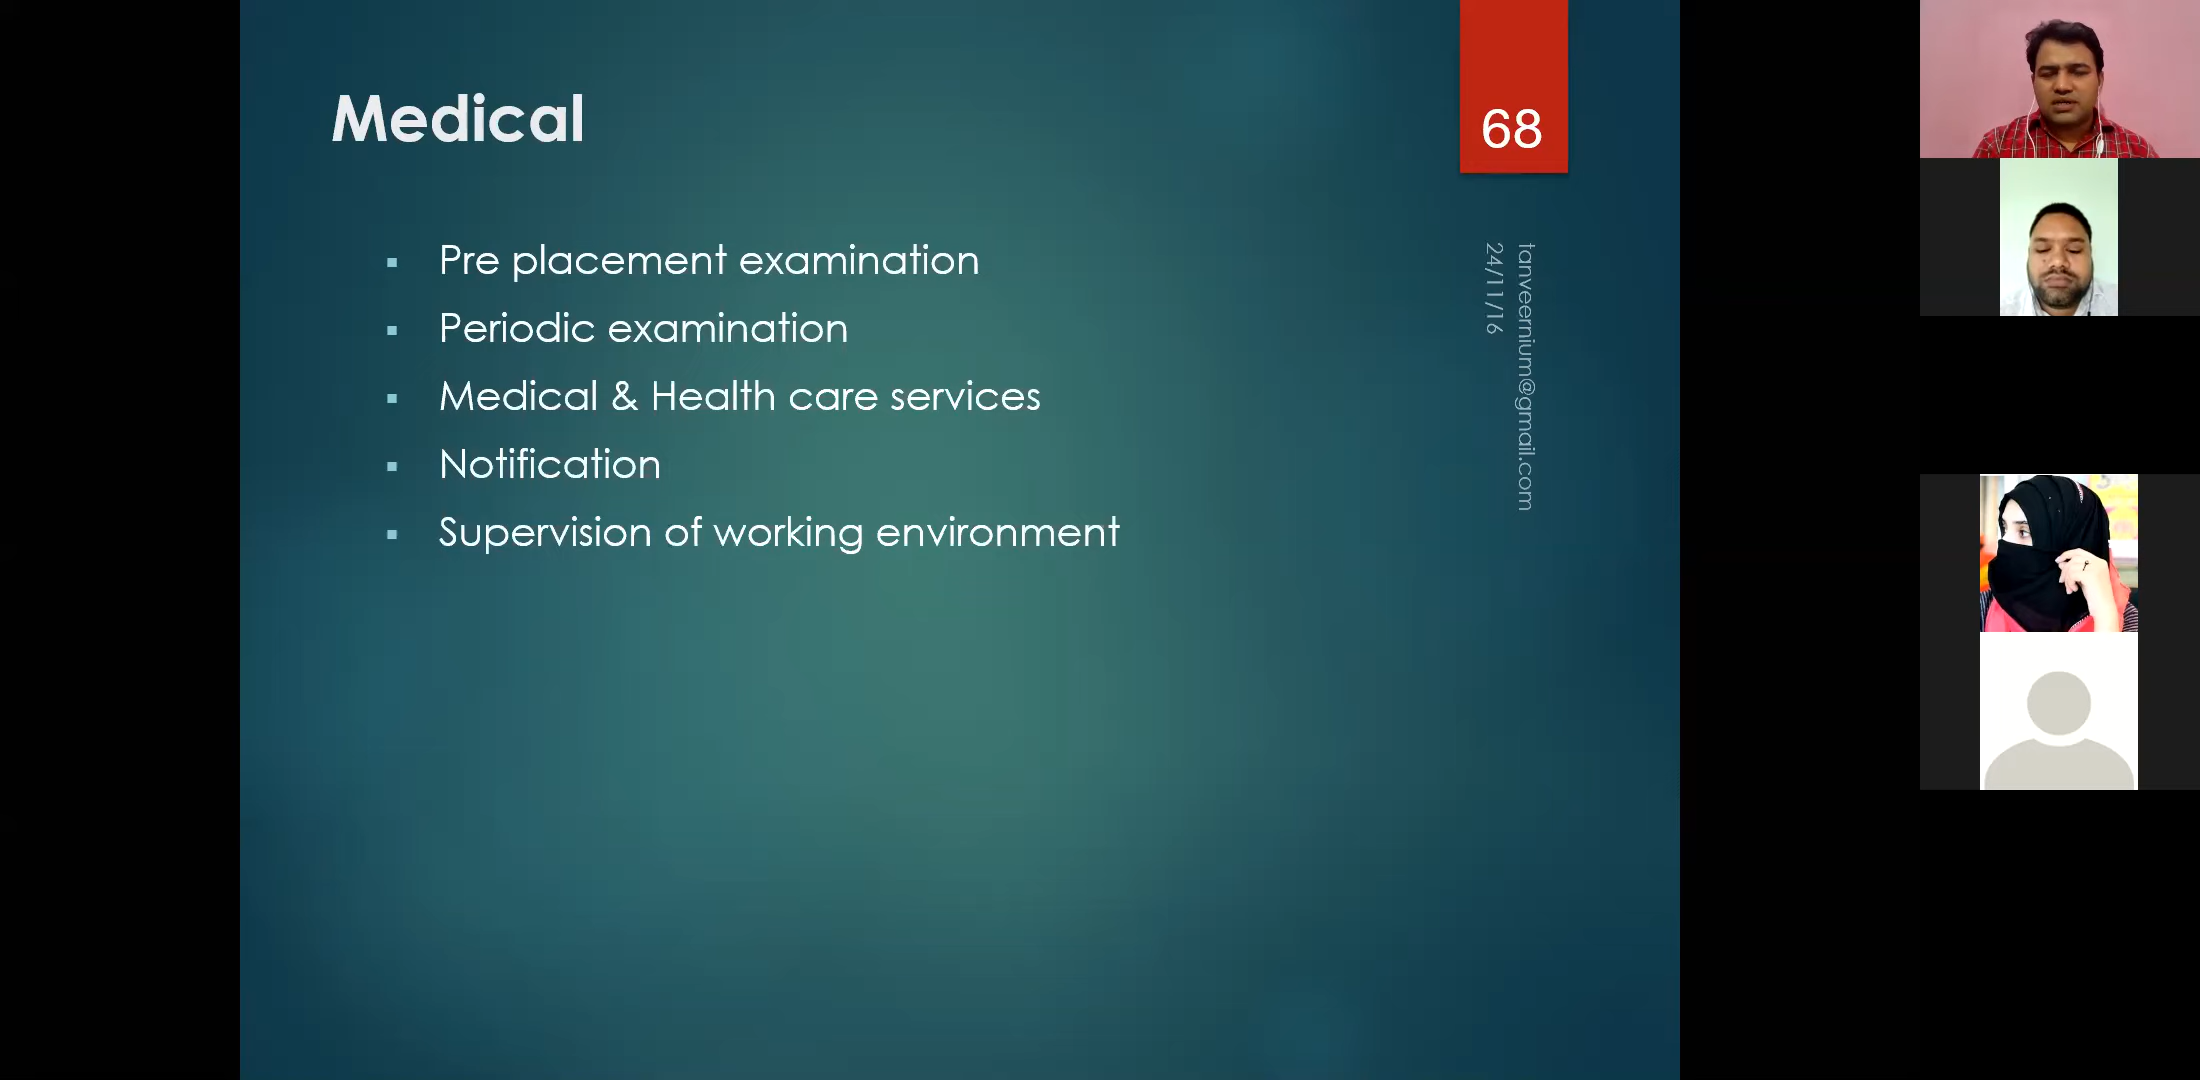 Medical
68
Pre placement examination
Periodic examination
Medical & Health care services
Notification
Supervision of working environment
tanveernium@gmail.com
24/11/16